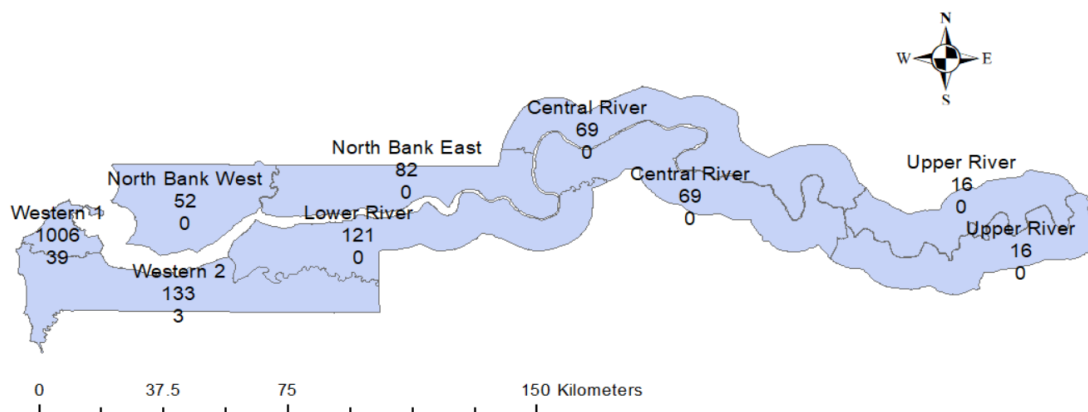 N
W E
S
Central River
69
0
North Bank East
82
0
Upper River
16
0
North Bank West
52
0
Central River
69
0
Western 1
1006
39
Lower River
121
0
Upper River
16
0
Western 2
133
3
0 37.5 75 150 Kilometers